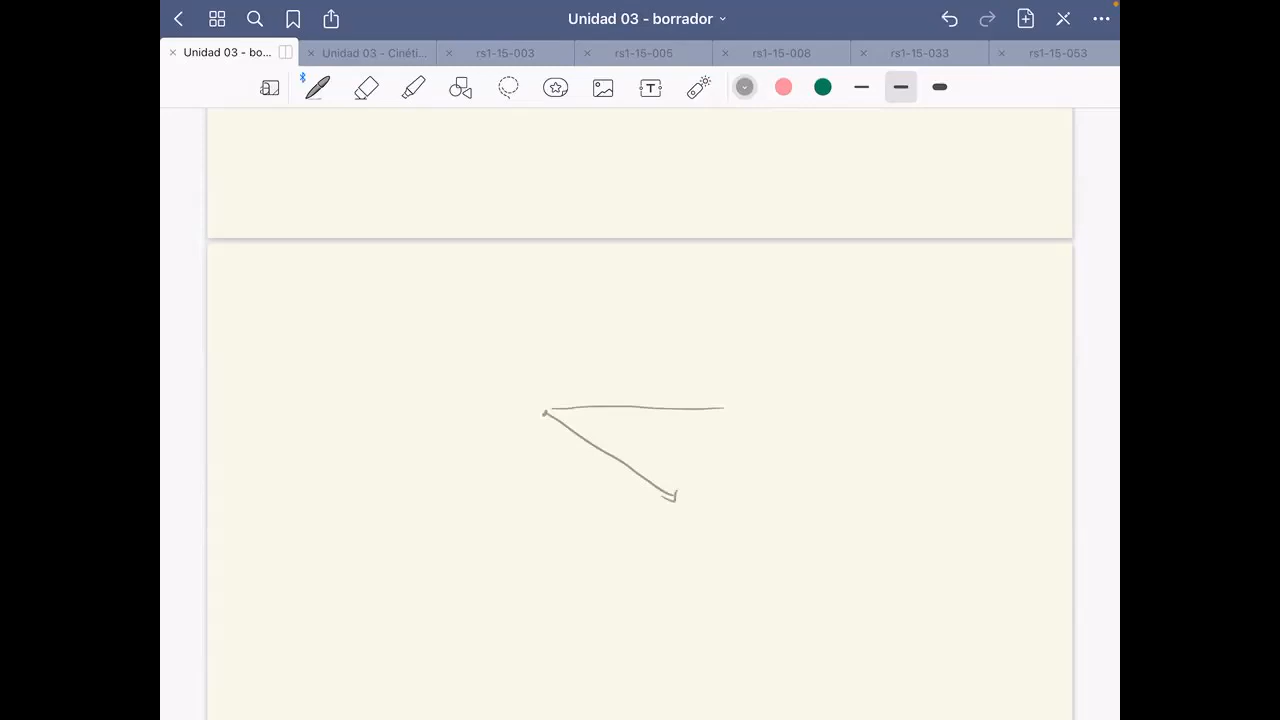 Unidad 03 - borrador
Unidad 03 - bo...
Unidad 03 - Cinéti...
rs1-15-003
rs1-15-005
rs1-15-008
rs1-15-033
rs1-15-053
T